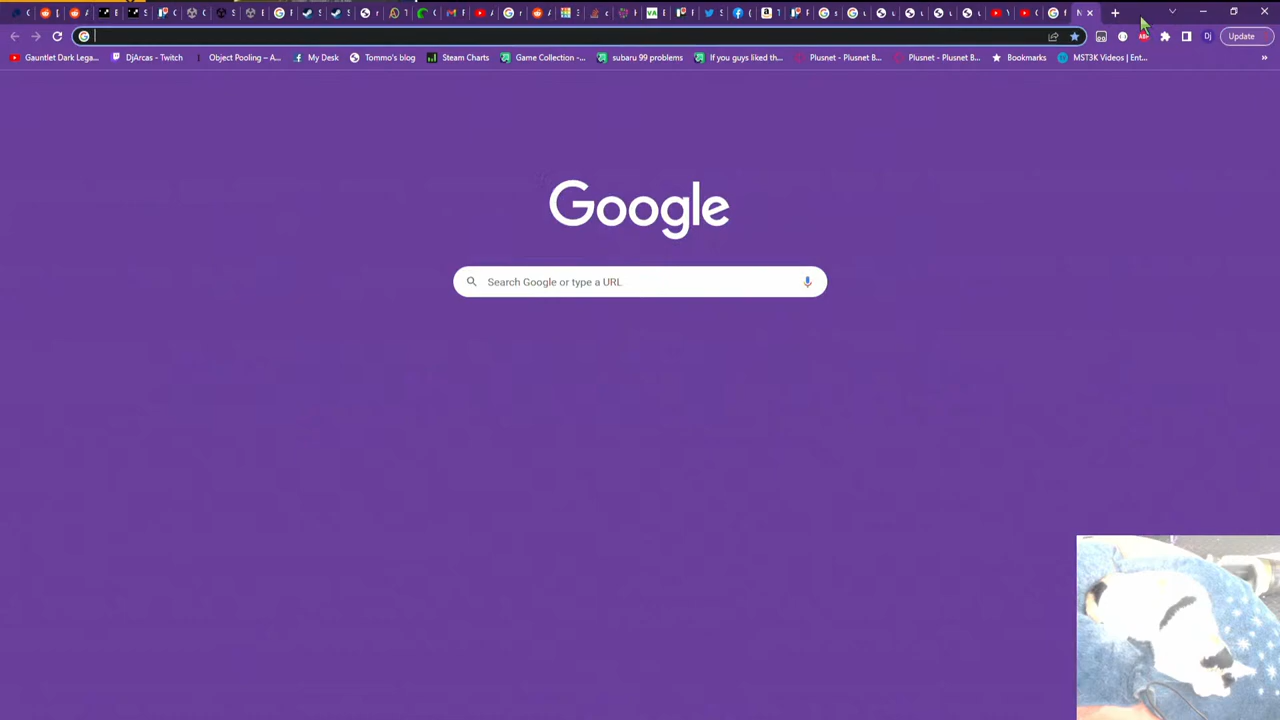 Update
Gauntlet Dark Lega...
DjArcas - Twitch
Object Pooling – A...
My Desk
Tommo's blog
Steam Charts
Game Collection -...
subaru 99 problems
If you guys liked th...
Plusnet - Plusnet B...
Plusnet - Plusnet B...
Bookmarks
MST3K Videos | Ent...
Google
Search Google or type a URL